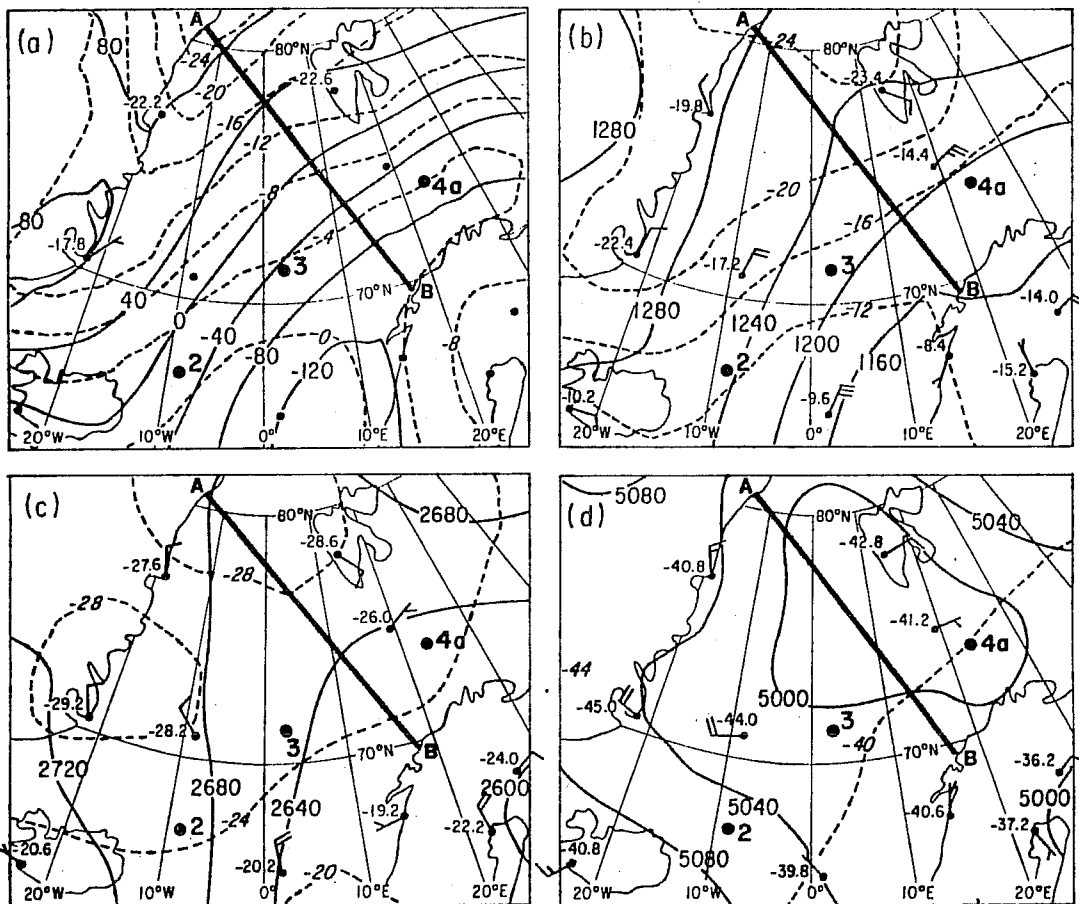 (a)
A
80
-24
80°N
-20
-22.6
-22.2
-16
-12
-8
4a
80
-4
-17.8
3
40
70°N
B
0
-40
0
2
-80
-8
-120
20°W
10°W
0°
10°E
20°E
(b)
A
-24
80°N
-23.4
-19.8
1280
-14.4
-20
4a
-16
-22.4
-17.2
3
70°N
B
1280
-12
-14.0
1240
1200
-8.4
2
1160
-15.2
-10.2
-9.6
20°W
10°W
0°
10°E
20°E
(c)
A
2680
80°N
-28.6
-27.6
-28
-28
-26.0
4a
-29.2
-28.2
3
70°N
B
2720
-24.0
2680
2640
2600
-24
-19.2
2
-22.2
-20.6
-20.2
-20
20°W
10°W
0°
10°E
20°E
(d)
5080
A
5040
80°N
-42.8
-40.8
-41.2
4a
-44
5000
-45.0
-44.0
3
-40
70°N
B
-36.2
5040
5000
2
-40.6
-37.2
5080
-40.8
-39.8
20°W
10°W
0°
10°E
20°E